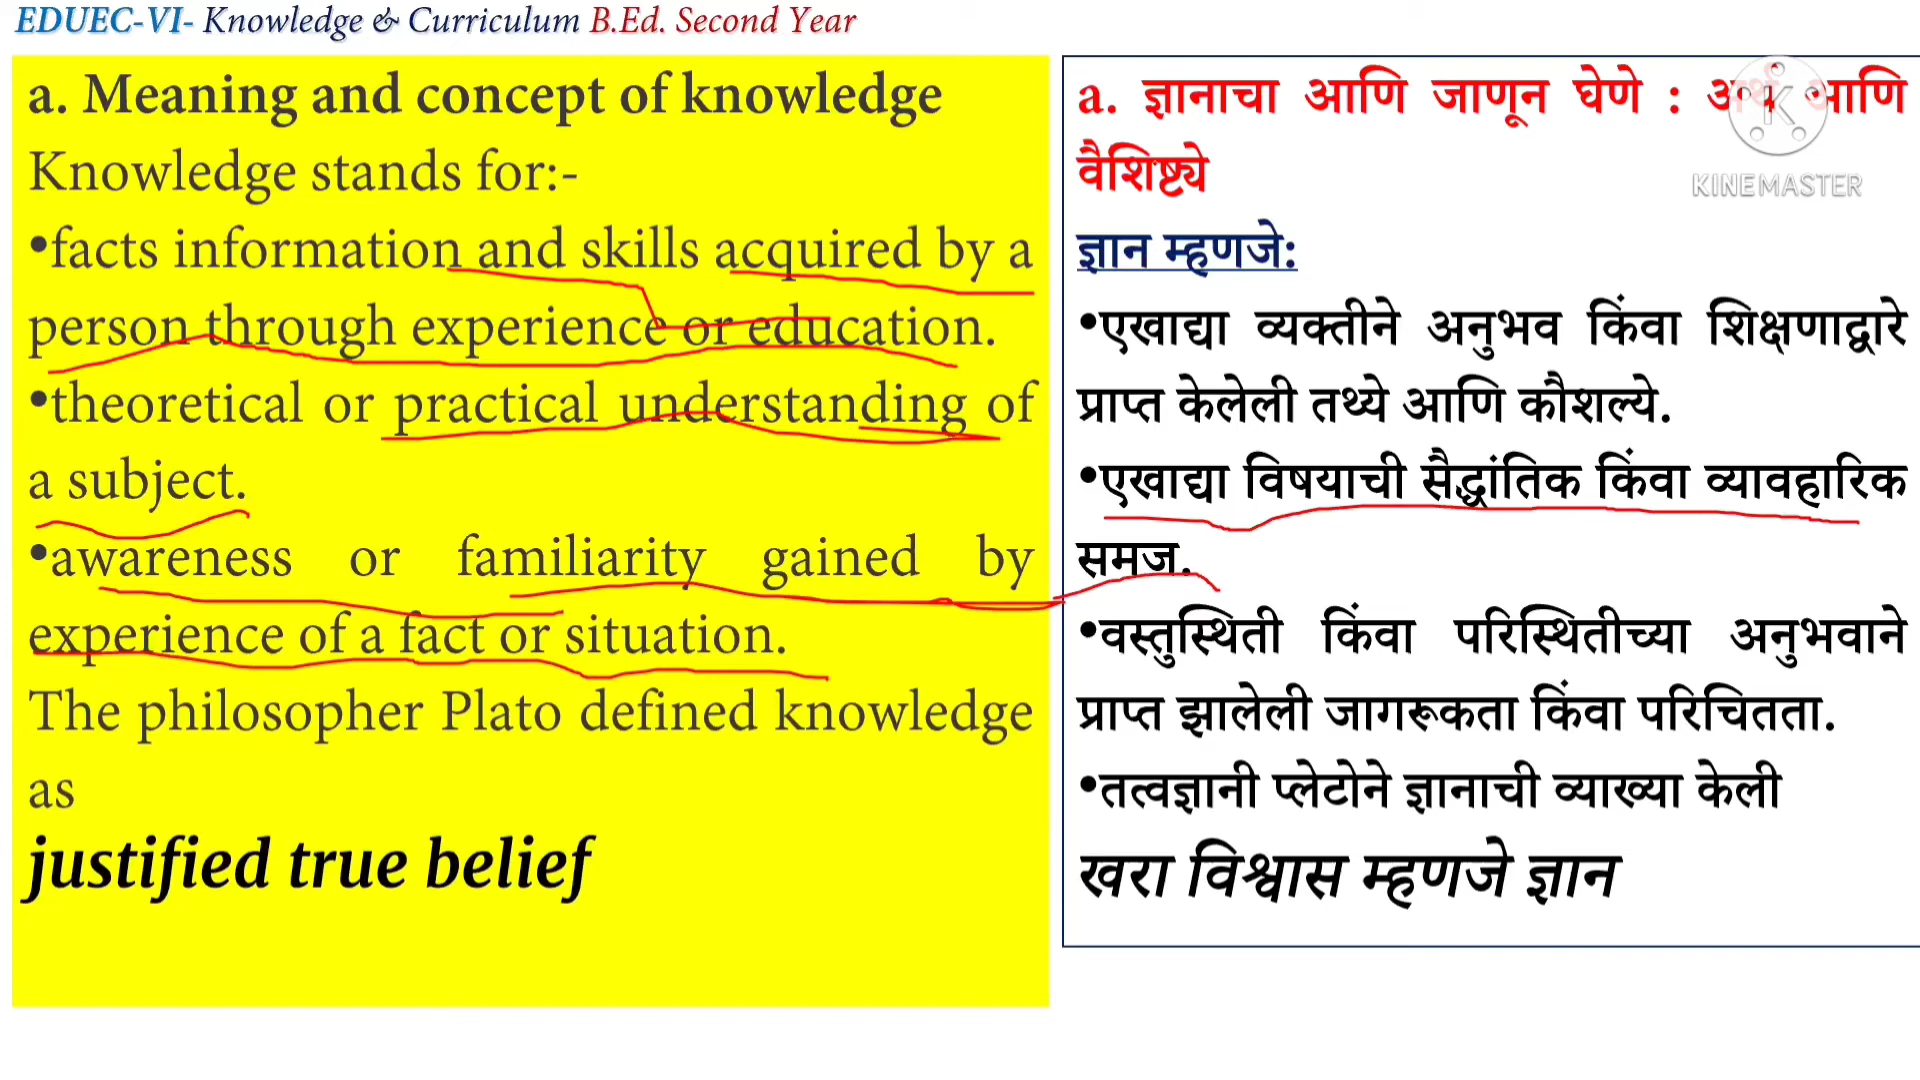 EDUEC-VI- Knowledge & Curriculum B.Ed. Second Year
a. Meaning and concept of knowledge
Knowledge stands for:-
•facts information and skills acquired by a
person through experience or education.
•theoretical or practical understanding of
a subject.
•awareness or familiarity gained by
experience of a fact or situation.
The philosopher Plato defined knowledge
as
justified true belief
a. ज्ञानाचा आणि जाणून घेणे : अर्थ आणि
वैशिष्ट्ये
ज्ञान म्हणजे:
•एखाद्या व्यक्तीने अनुभव किंवा शिक्षणाद्वारे
प्राप्त केलेली तथ्ये आणि कौशल्ये.
•एखाद्या विषयाची सैद्धांतिक किंवा व्यावहारिक
समज.
•वस्तुस्थिती किंवा परिस्थितीच्या अनुभवाने
प्राप्त झालेली जागरूकता किंवा परिचितता.
•तत्वज्ञानी प्लेटोने ज्ञानाची व्याख्या केली
खरा विश्वास म्हणजे ज्ञान
K
KINEMASTER